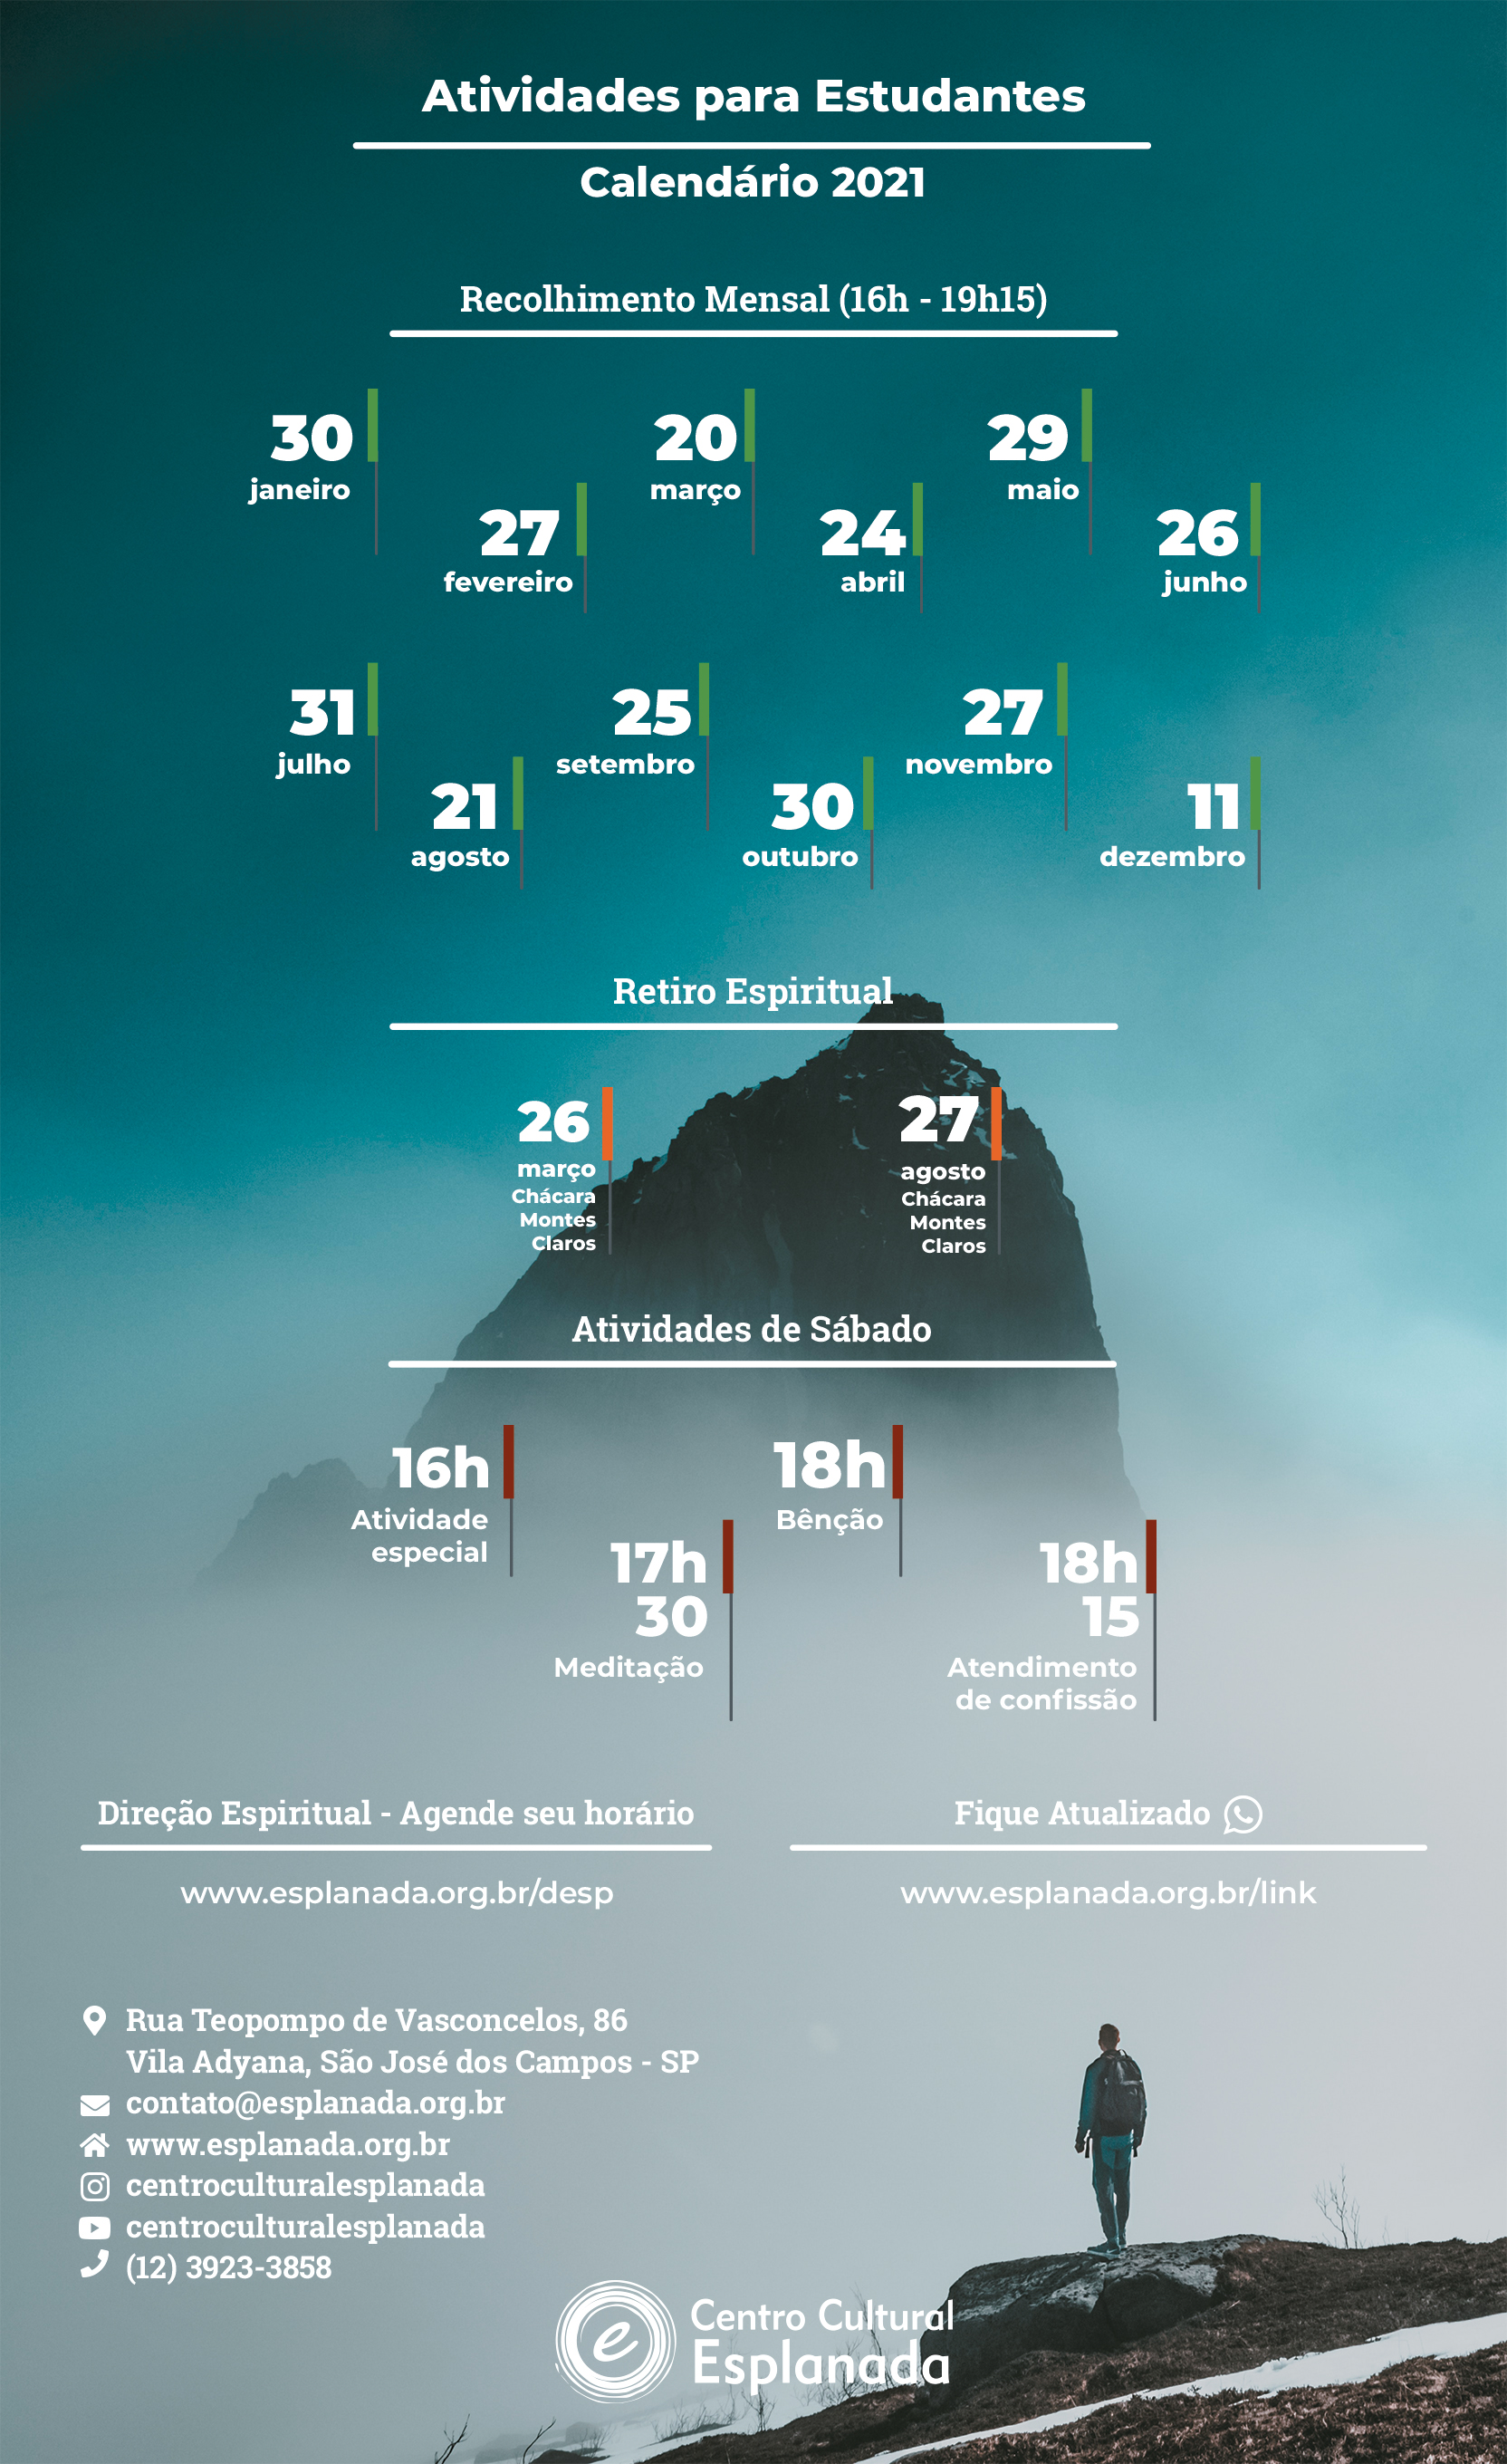 Atividades para Estudantes
Calendário 2021
Recolhimento Mensal (16h - 19h15)
30
janeiro
27
fevereiro
20
março
24
abril
29
maio
26
junho
31
julho
21
agosto
25
setembro
30
outubro
27
novembro
11
dezembro
Retiro Espiritual
26
março
Chácara
Montes
Claros
27
agosto
Chácara
Montes
Claros
Atividades de Sábado
16h
Atividade
especial
17h
30
Meditação
18h
Bênção
18h
15
Atendimento
de confissão
Direção Espiritual - Agende seu horário
www.esplanada.org.br/desp
Fique Atualizado
www.esplanada.org.br/link
Rua Teopompo de Vasconcelos, 86
Vila Adyana, São José dos Campos - SP
contato@esplanada.org.br
www.esplanada.org.br
centroculturalesplanada
centroculturalesplanada
(12) 3923-3858
e
Centro Cultural
Esplanada